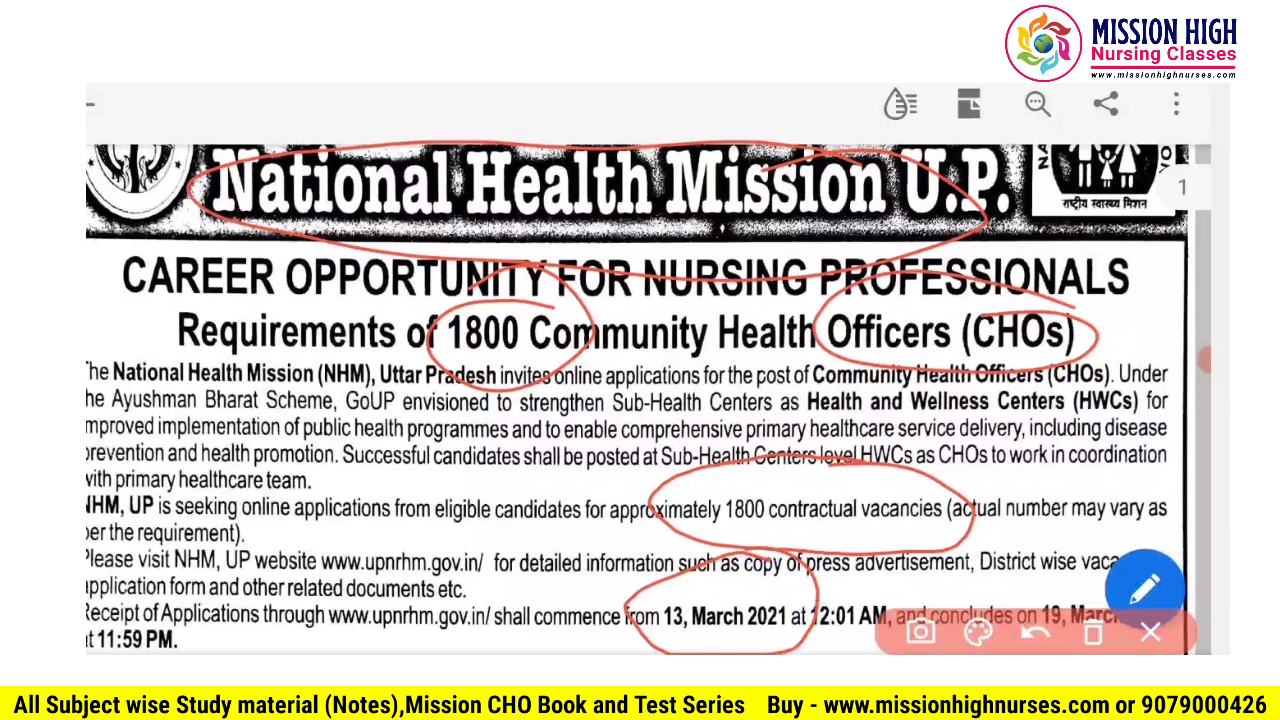 MISSION HIGH
Nursing Classes
www.missionhighnurses.com
National Health Mission U.P.
राष्ट्रीय स्वास्थ्य मिशन
1
CAREER OPPORTUNITY FOR NURSING PROFESSIONALS
Requirements of 1800 Community Health Officers (CHOs)
The National Health Mission (NHM), Uttar Pradesh invites online applications for the post of Community Health Officers (CHOs). Under
the Ayushman Bharat Scheme, GoUP envisioned to strengthen Sub-Health Centers as Health and Wellness Centers (HWCs) for
improved implementation of public health programmes and to enable comprehensive primary healthcare service delivery, including disease
prevention and health promotion. Successful candidates shall be posted at Sub-Health Centers level HWCs as CHOs to work in coordination
with primary healthcare team.
NHM, UP is seeking online applications from eligible candidates for approximately 1800 contractual vacancies (actual number may vary as
per the requirement).
Please visit NHM, UP website www.upnrhm.gov.in/ for detailed information such as copy of press advertisement, District wise
application form and other related documents etc.
Receipt of Applications through www.upnrhm.gov.in/ shall commence from 13, March 2021 at 12:01 AM, and concludes on 19, March
at 11:59 PM.
All Subject wise Study material (Notes),Mission CHO Book and Test Series Buy - www.missionhighnurses.com or 9079000426